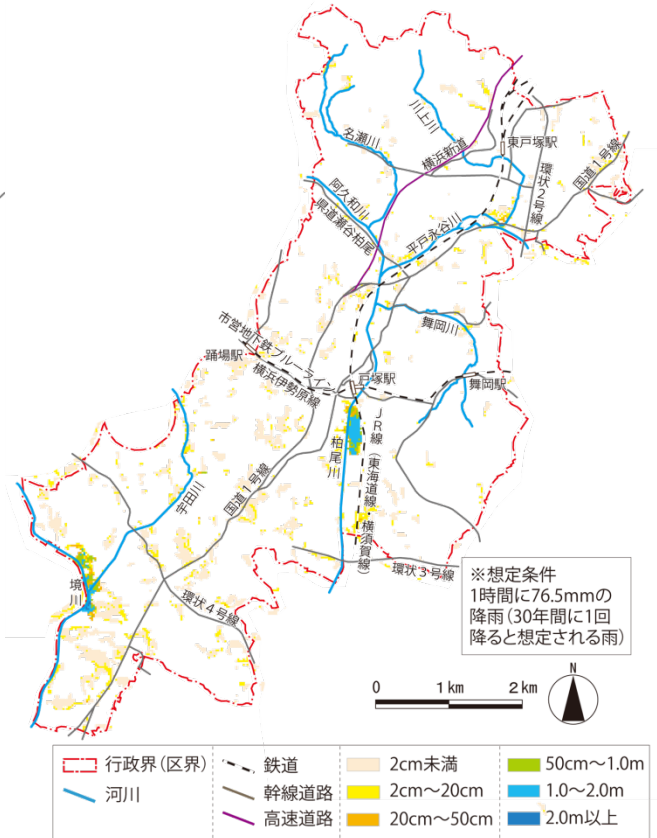 川上川
名瀬川
横浜新道
東戸塚駅
国道1号線
環状2号線
阿久和川
県道瀬谷柏尾
平戸永谷川
舞岡川
市営地下鉄ブルーライン
踊場駅
横浜伊勢原線
戸塚駅
舞岡駅
JR線(東海道線・横須賀線)
柏尾川
宇田川
国道1号線
境川
環状3号線
環状4号線
※想定条件
1時間に76.5mmの
降雨(30年間に1回
降ると想定される雨)
N
0 1km 2km
行政界(区界) 鉄道 2cm未満 50cm〜1.0m
河川 幹線道路 2cm〜20cm 1.0〜2.0m
高速道路 20cm〜50cm 2.0m以上